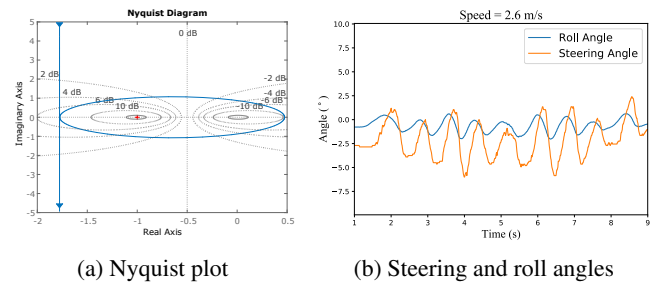 Nyquist Diagram
0 dB
2 dB
-2 dB
4 dB
-4 dB
6 dB
-6 dB
10 dB
-10 dB
5
4
3
2
1
0
-1
-2
-3
-4
-5
Imaginary Axis
-2
-1.5
-1
-0.5
0
0.5
Real Axis
(a) Nyquist plot
Speed = 2.6 m/s
Roll Angle
Steering Angle
10.0
7.5
5.0
2.5
0.0
-2.5
-5.0
-7.5
Angle (°)
1
2
3
4
5
6
7
8
9
Time (s)
(b) Steering and roll angles